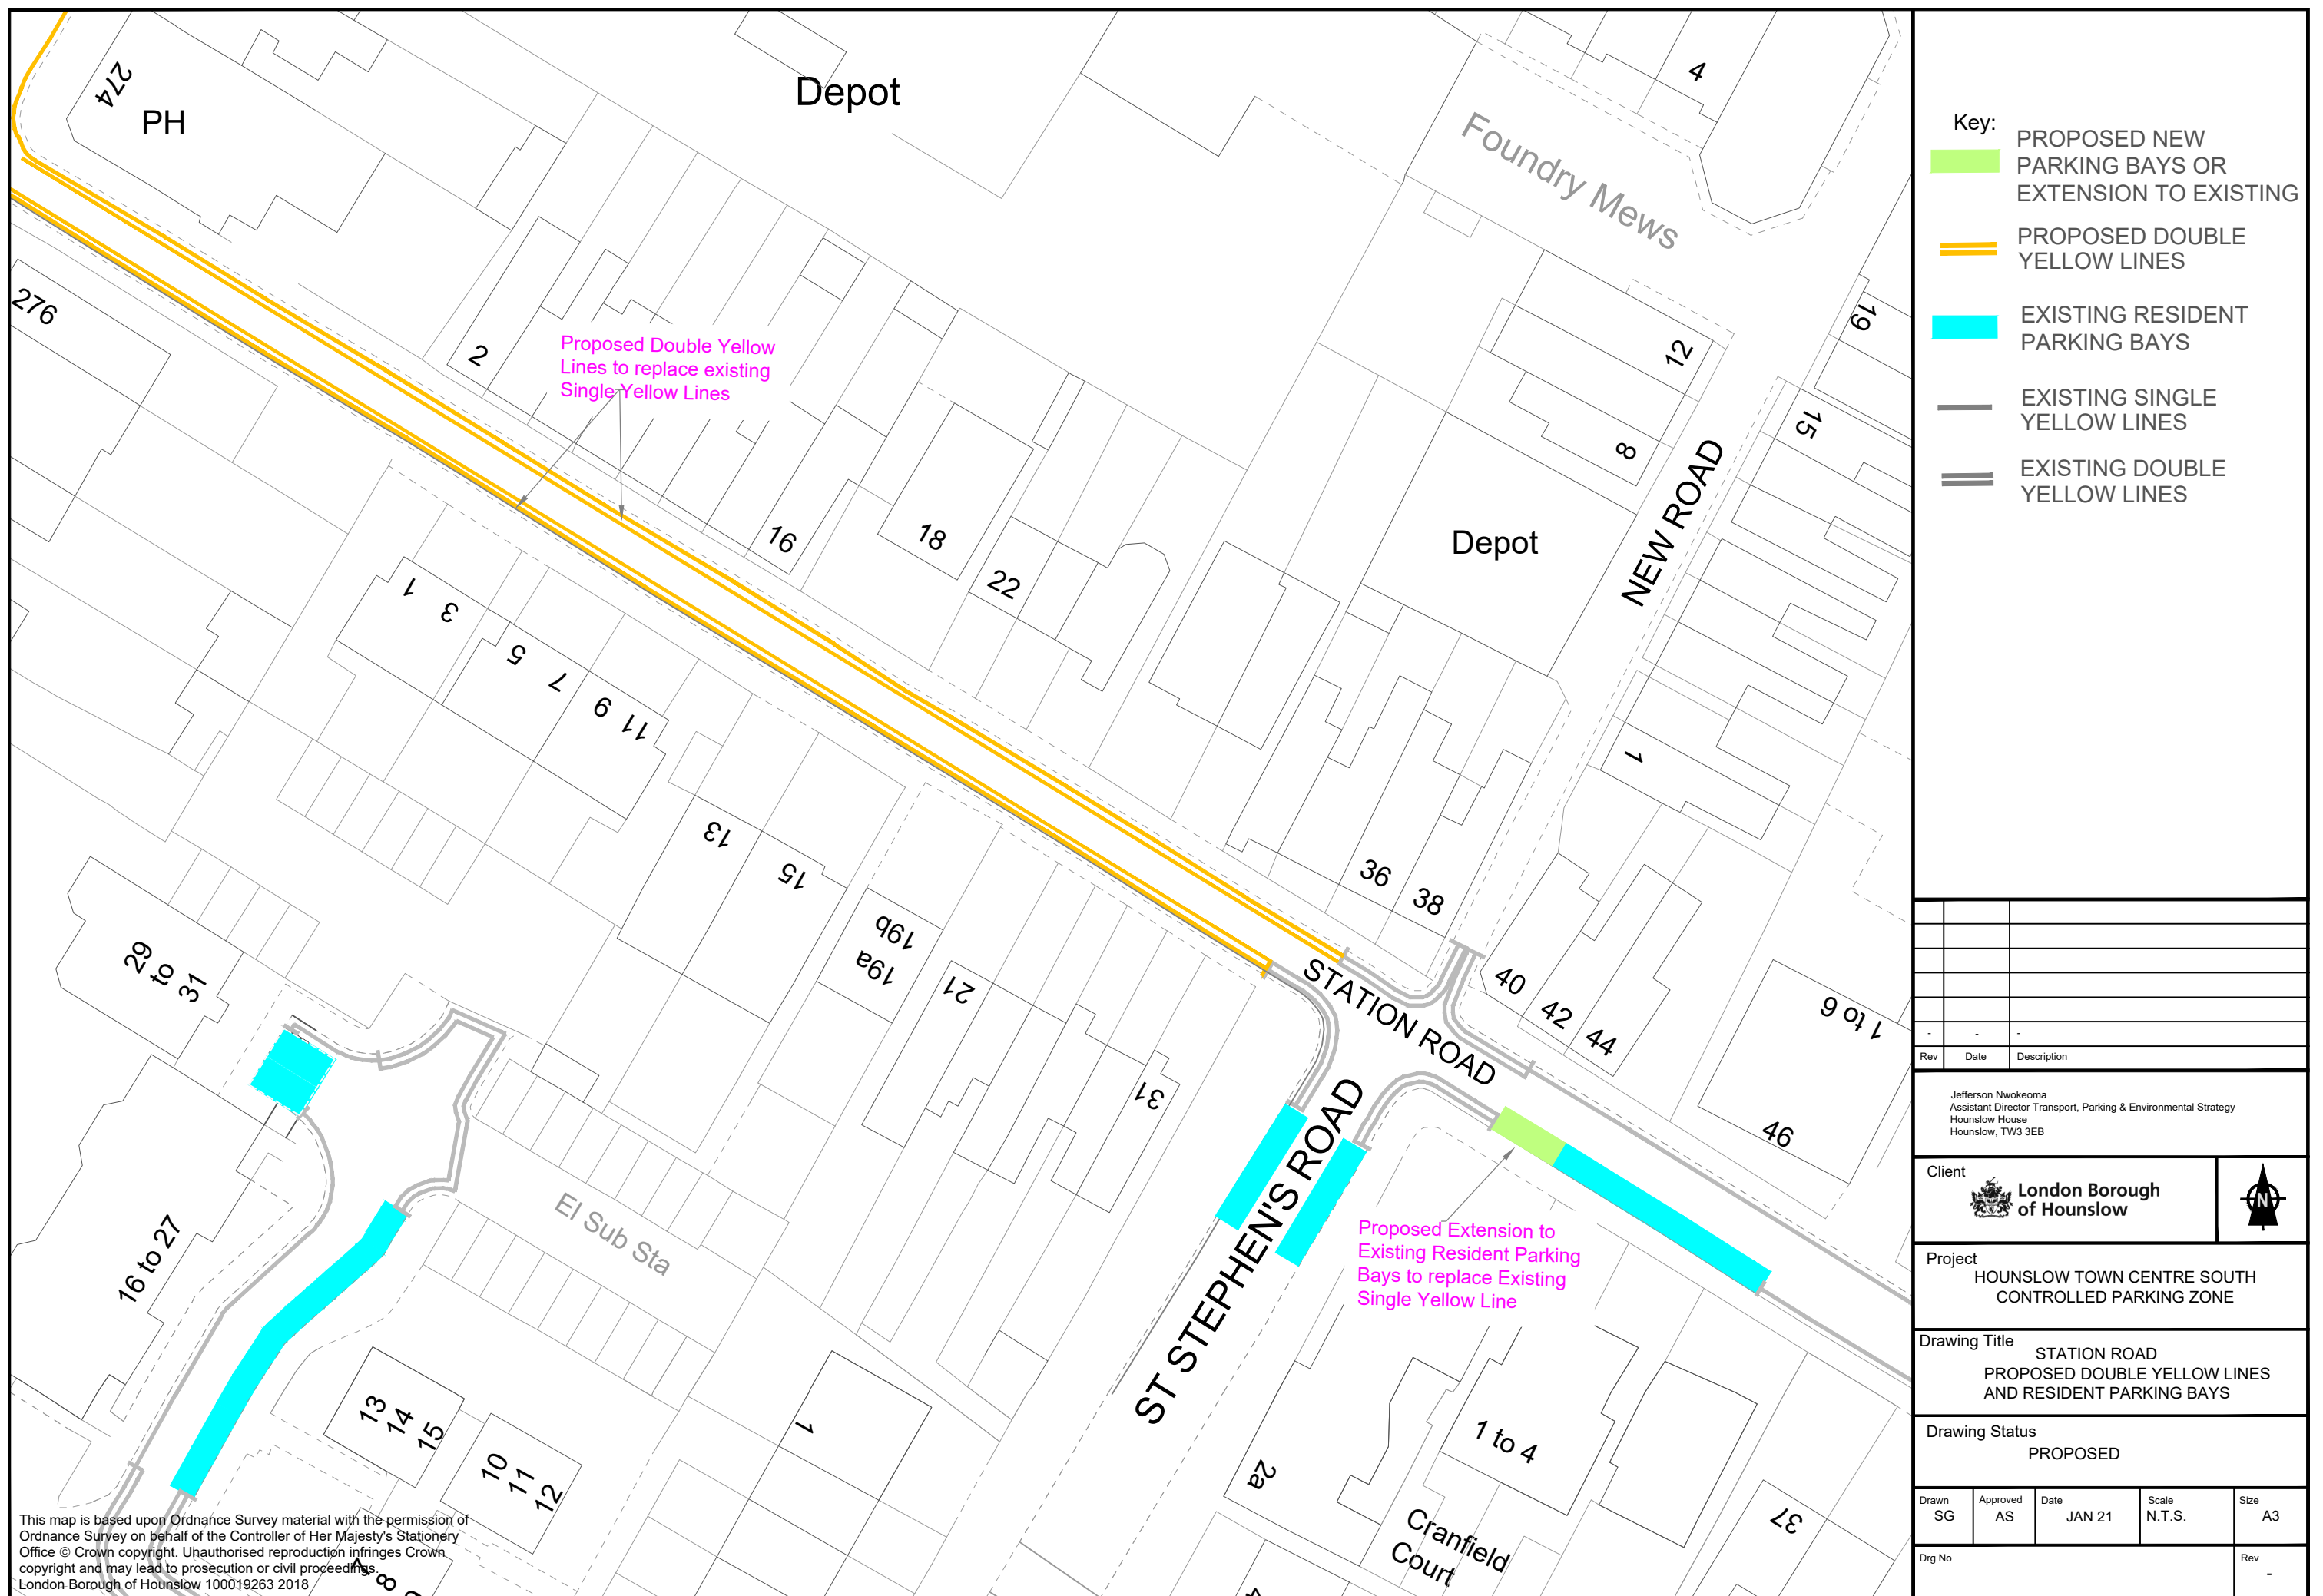 274
PH
Depot
4
Foundry Mews
276
2
Proposed Double Yellow
Lines to replace existing
Single Yellow Lines
12
19
15
8
16
18
22
Depot
NEW ROAD
1
3
5
7
9
11
1
13
15
36
38
19b
19a
21
29
to
31
STATION ROAD
40
42
44
1 to 6
31
46
16 to 27
El Sub Sta
ST STEPHEN'S ROAD
Proposed Extension to
Existing Resident Parking
Bays to replace Existing
Single Yellow Line
13
14
15
10
11
12
1
2a
1 to 4
37
Cranfield
Court
7
8
This map is based upon Ordnance Survey material with the permission of
Ordnance Survey on behalf of the Controller of Her Majesty's Stationery
Office © Crown copyright. Unauthorised reproduction infringes Crown
copyright and may lead to prosecution or civil proceedings.
London Borough of Hounslow 100019263 2018
Key:
PROPOSED NEW
PARKING BAYS OR
EXTENSION TO EXISTING
PROPOSED DOUBLE
YELLOW LINES
EXISTING RESIDENT
PARKING BAYS
EXISTING SINGLE
YELLOW LINES
EXISTING DOUBLE
YELLOW LINES
- - -
Rev Date Description
Jefferson Nwokeoma
Assistant Director Transport, Parking & Environmental Strategy
Hounslow House
Hounslow, TW3 3EB
Client
London Borough
of Hounslow
N
Project
HOUNSLOW TOWN CENTRE SOUTH
CONTROLLED PARKING ZONE
Drawing Title
STATION ROAD
PROPOSED DOUBLE YELLOW LINES
AND RESIDENT PARKING BAYS
Drawing Status
PROPOSED
Drawn Approved Date Scale Size
SG AS JAN 21 N.T.S. A3
Drg No Rev
-